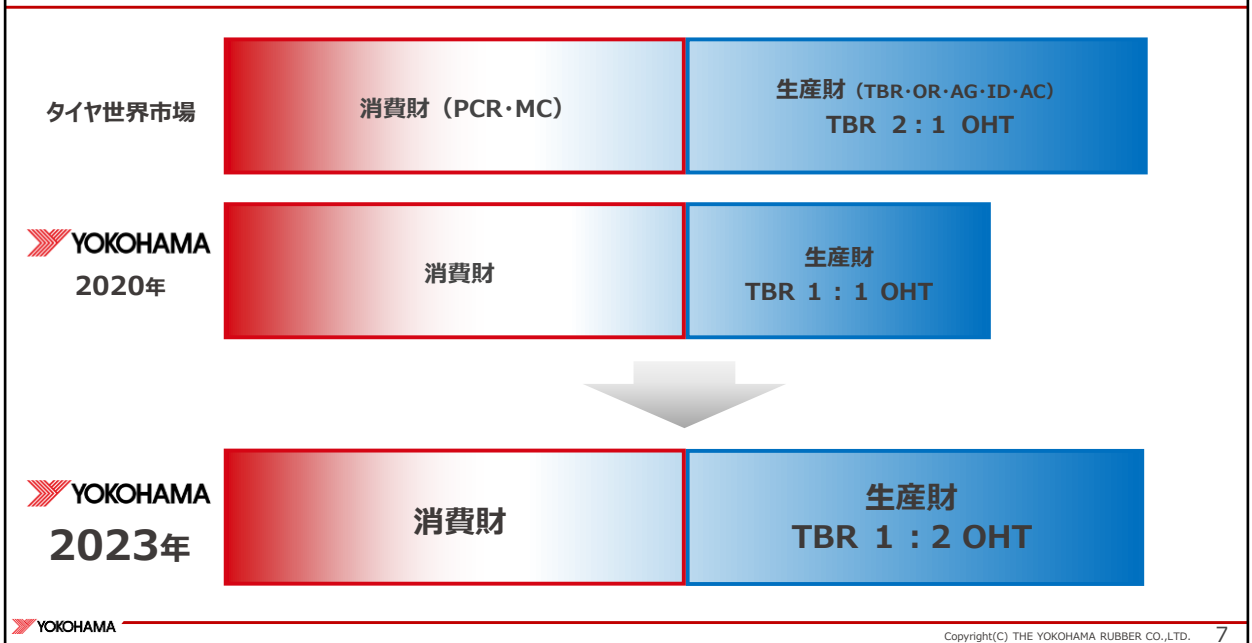 タイヤ世界市場
消費財（PCR･MC）
生産財（TBR･OR･AG･ID･AC）
TBR 2：1 OHT
YOKOHAMA
2020年
消費財
生産財
TBR 1：1 OHT
YOKOHAMA
2023年
消費財
生産財
TBR 1：2 OHT
YOKOHAMA
Copyright(C) THE YOKOHAMA RUBBER CO.,LTD.
7